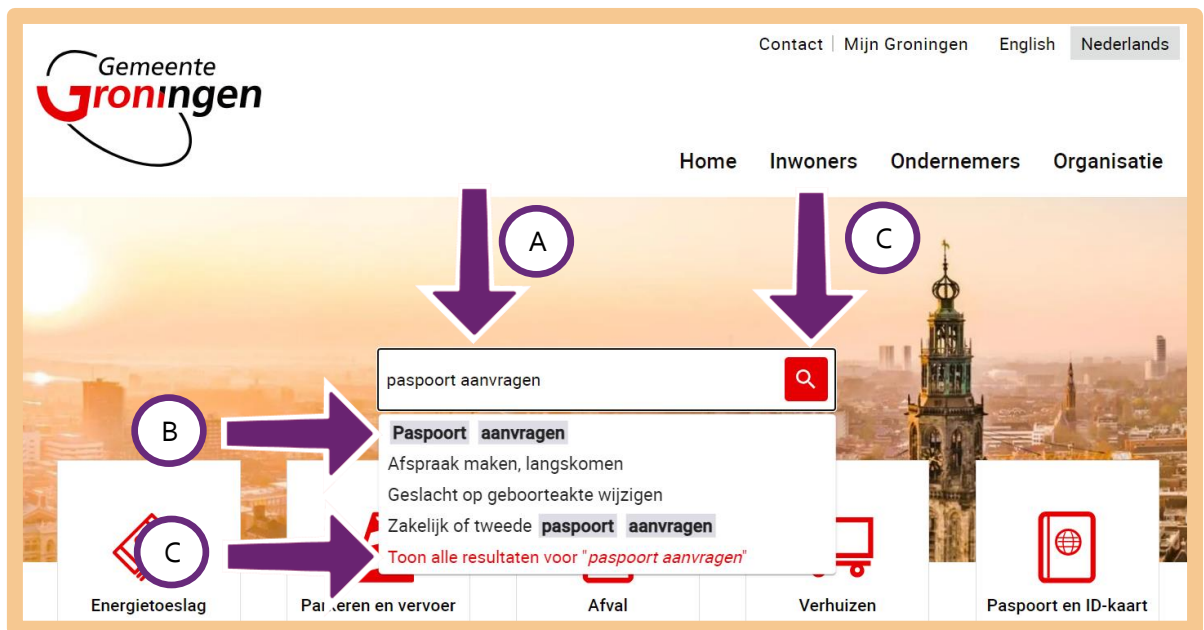 Contact Mijn Groningen English Nederlands
Gemeente
Groningen
Home Inwoners Ondernemers Organisatie
A
C
paspoort aanvragen
B
Paspoort aanvragen
Afspraak maken, langskomen
Geslacht op geboorteakte wijzigen
Zakelijk of tweede paspoort aanvragen
C
Toon alle resultaten voor "paspoort aanvragen"
Energietoeslag
Parkeren en vervoer
Afval
Verhuizen
Paspoort en ID-kaart